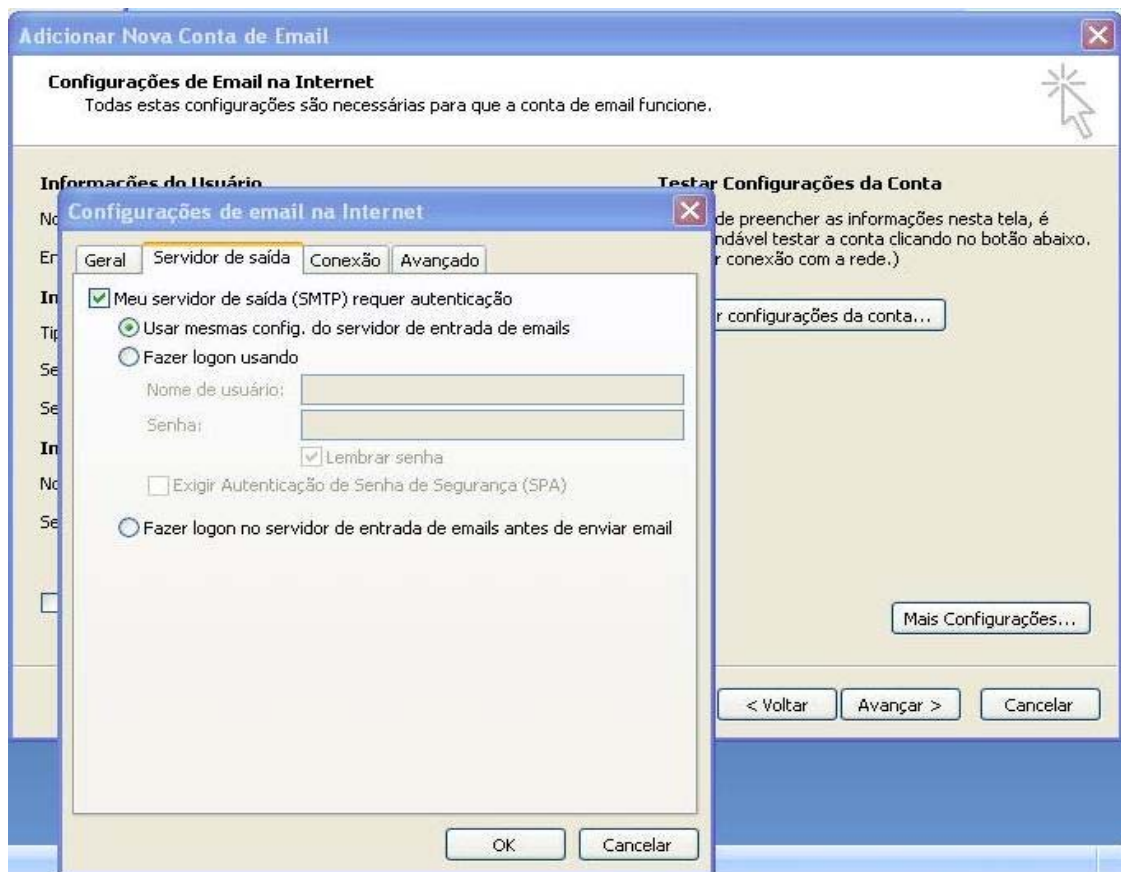 Adicionar Nova Conta de Email
Configurações de Email na Internet
Todas estas configurações são necessárias para que a conta de email funcione.
Informações do Usuário
Testar Configurações da Conta
de preencher as informações nesta tela, é
clicando no botão abaixo.
conexão com a rede.)
configurações da conta...
Configurações de email na Internet
Geral
Servidor de saída
Conexão
Avançado
Meu servidor de saída (SMTP) requer autenticação
Usar mesmas config. do servidor de entrada de emails
Fazer logon usando
Nome de usuário:
Senha:
Lembrar senha
Exigir Autenticação de Senha de Segurança (SPA)
Fazer logon no servidor de entrada de emails antes de enviar email
OK
Cancelar
Mais Configurações...
< Voltar
Avançar >
Cancelar